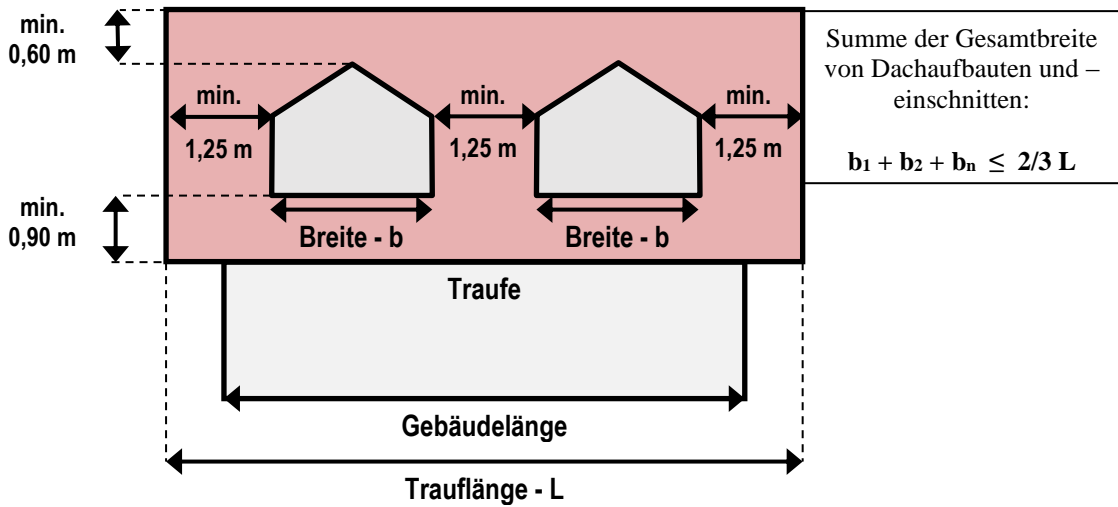 min.
0,60 m
Summe der Gesamtbreite
von Dachaufbauten und –
einschnitten:
b1 + b2 + bn ≤ 2/3 L
min.
1,25 m
min.
1,25 m
min.
1,25 m
min.
0,90 m
Breite - b
Breite - b
Traufe
Gebäudelänge
Trauflänge - L